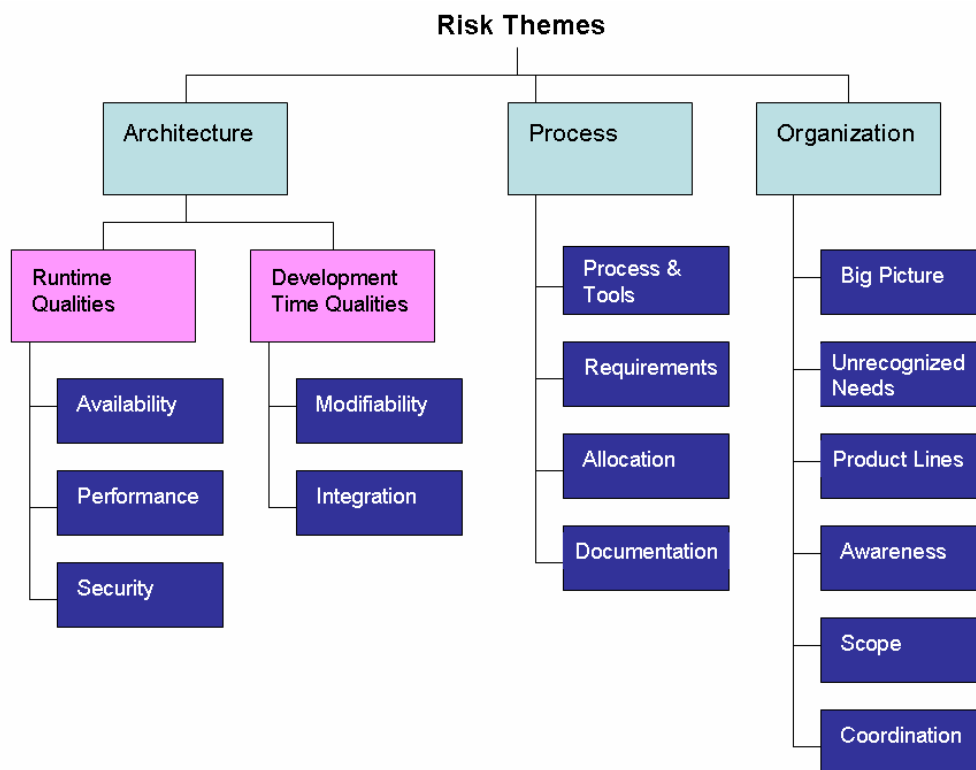 Risk Themes
Architecture
Process
Organization
Runtime
Qualities
Development
Time Qualities
Availability
Performance
Security
Modifiability
Integration
Process &
Tools
Requirements
Allocation
Documentation
Big Picture
Unrecognized
Needs
Product Lines
Awareness
Scope
Coordination